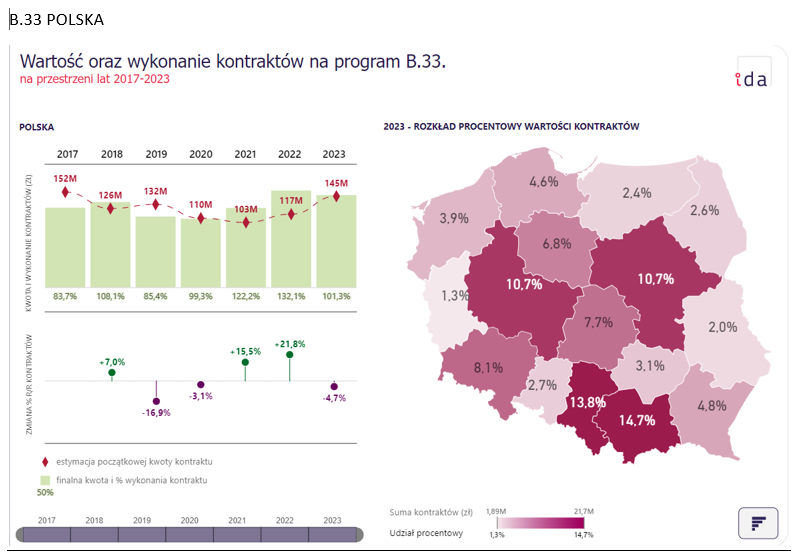 B.33 POLSKA
Wartość oraz wykonanie kontraktów na program B.33.
na przestrzeni lat 2017-2023
ida
POLSKA
2017 2018 2019 2020 2021 2022 2023
KWOTA I WYKONANIE KONTRAKTÓW (ZŁ)
152M 126M 132M 110M 103M 117M 145M
83,7% 108,1% 85,4% 99,3% 122,2% 132,1% 101,3%
ZMIANA % R/R KONTRAKTÓW
+7,0% -16,9% -3,1% +15,5% +21,8% -4,7%
estymacja początkowej kwoty kontraktu
finalna kwota i % wykonania kontraktu
50%
2017 2018 2019 2020 2021 2022 2023
2023 - ROZKŁAD PROCENTOWY WARTOŚCI KONTRAKTÓW
4,6%
2,4%
3,9%
2,6%
6,8%
10,7%
10,7%
1,3%
7,7%
2,0%
8,1%
3,1%
2,7%
13,8%
4,8%
14,7%
Suma kontraktów (zł) 1,89M 21,7M
Udział procentowy 1,3% 14,7%